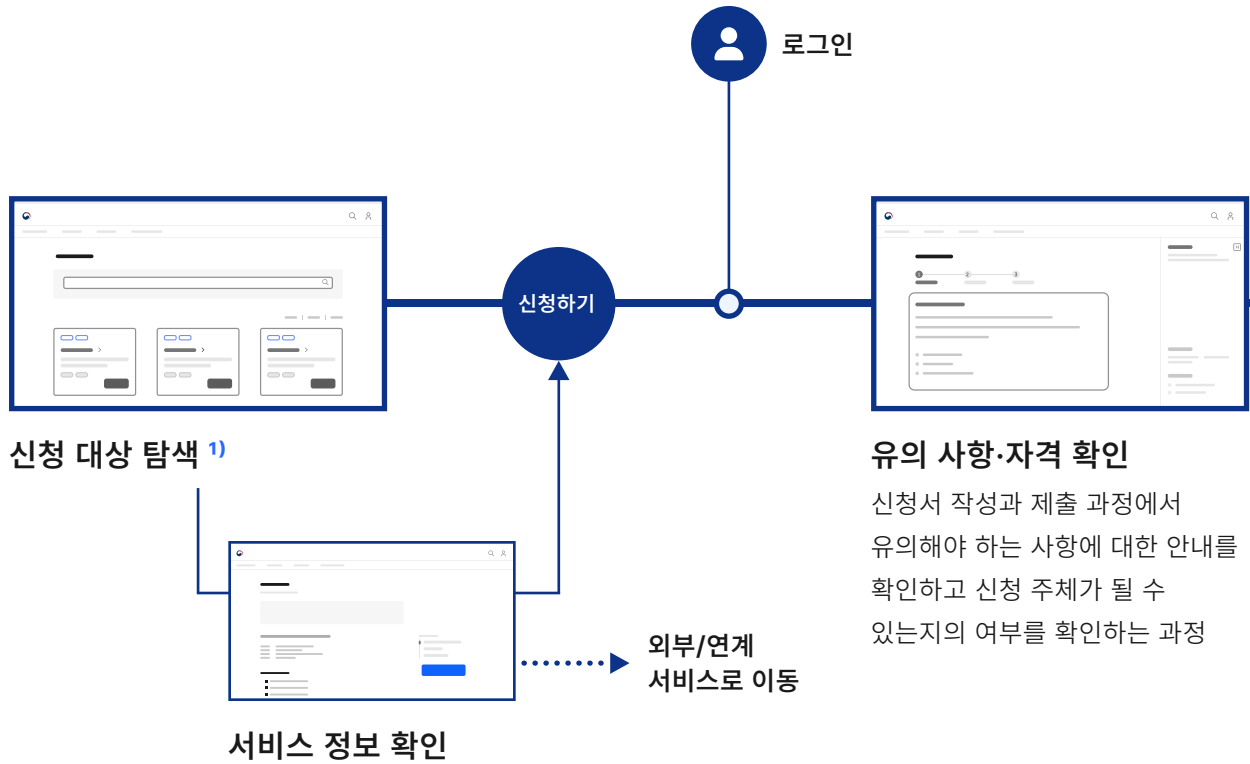 로그인
신청하기
신청 대상 탐색 1)
유의 사항·자격 확인
신청서 작성과 제출 과정에서
유의해야 하는 사항에 대한 안내를
확인하고 신청 주체가 될 수
있는지의 여부를 확인하는 과정
1 2 3
외부/연계
서비스로 이동
서비스 정보 확인